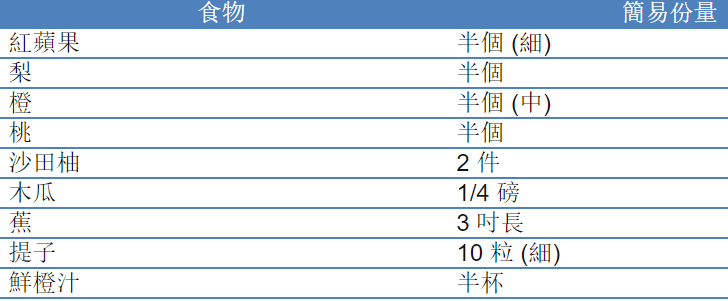 食物 簡易份量
紅蘋果 半個 (細)
梨 半個
橙 半個 (中)
桃 半個
沙田柚 2 件
木瓜 1/4 磅
蕉 3 吋長
提子 10 粒 (細)
鮮橙汁 半杯